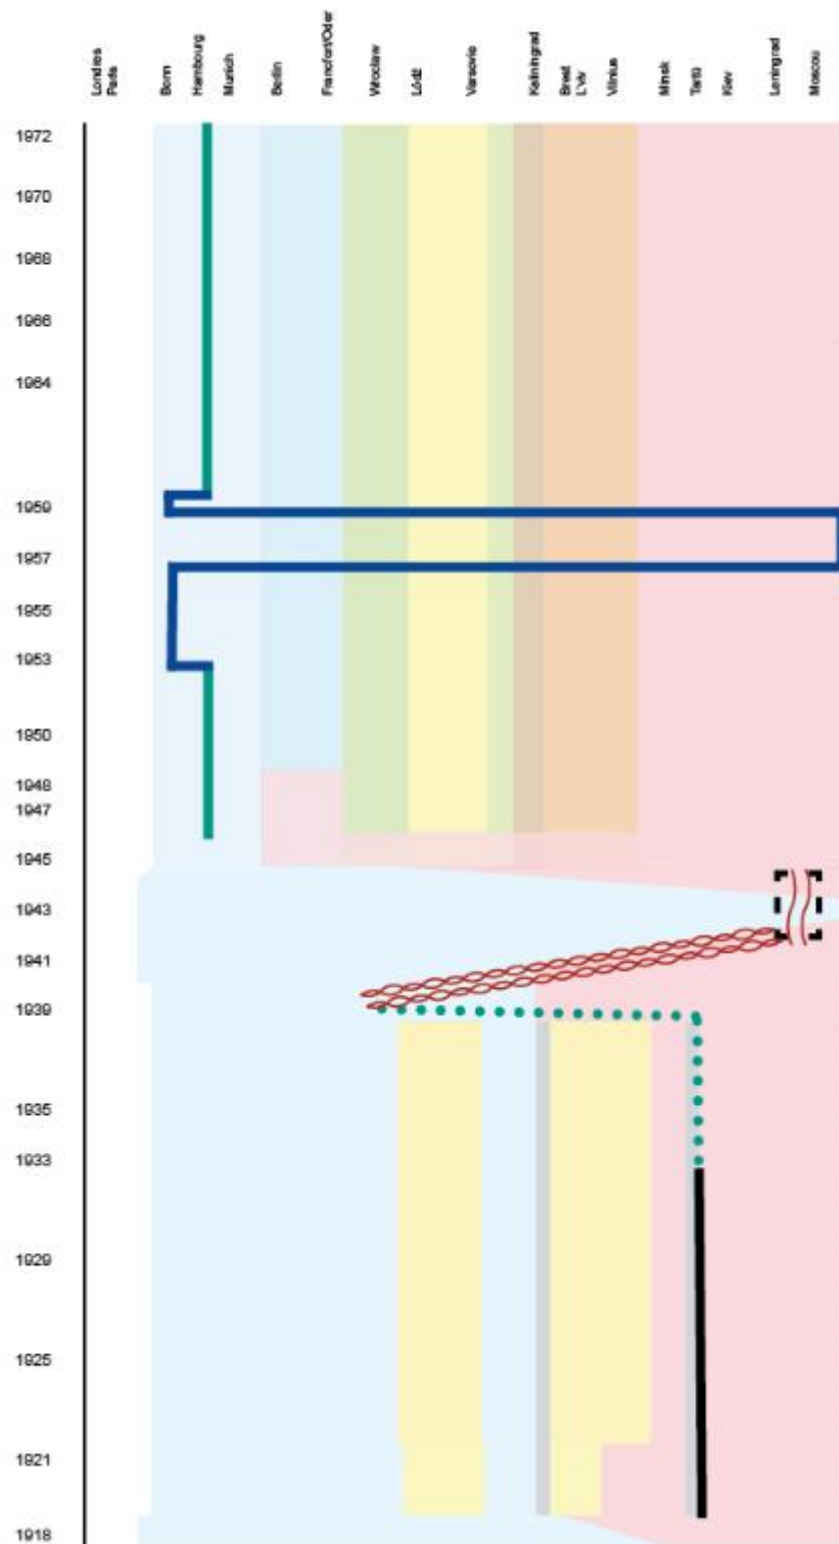 Londres
Paris
Bonn
Hambourg
Munich
Berlin
Francfort/Oder
Wroclaw
Łódź
Varsovie
Kaliningrad
Brest
L'viv
Vilnius
Minsk
Tartú
Kiev
Leningrad
Moscou
1972
1970
1968
1966
1964
1959
1957
1955
1953
1950
1948
1947
1945
1943
1941
1939
1935
1933
1929
1925
1921
1918